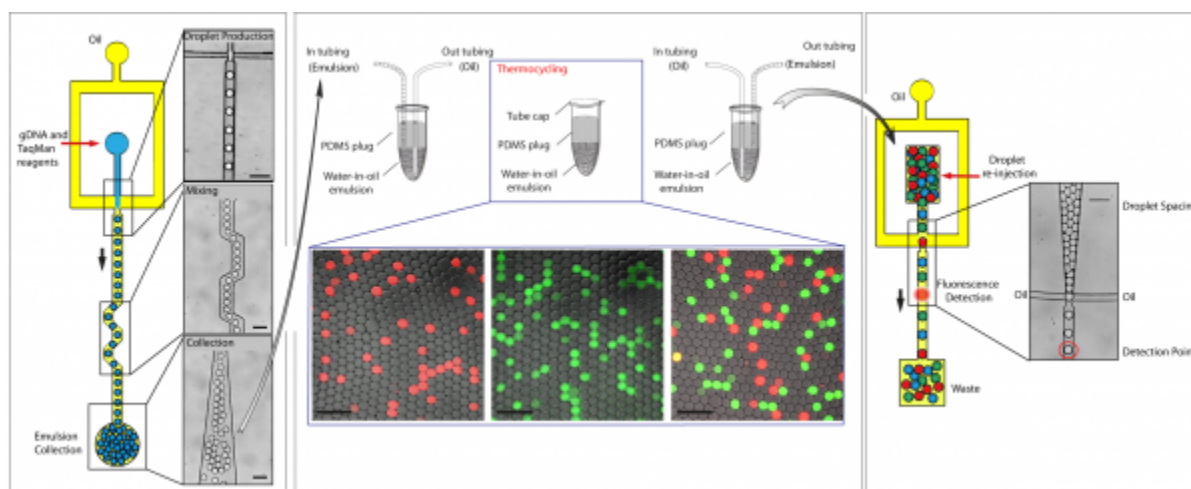 Oil
gDNA and
TaqMan
reagents
Emulsion
Collection
Droplet Production
Mixing
Collection
In tubing
(Emulsion)
Out tubing
(Oil)
PDMS plug
Water-in-oil
emulsion
Thermocycling
Tube cap
PDMS plug
Water-in-oil
emulsion
In tubing
(Oil)
Out tubing
(Emulsion)
PDMS plug
Water-in-oil
emulsion
Oil
Droplet
re-injection
Fluorescence
Detection
Waste
Droplet Spacing
Oil
Oil
Detection Point